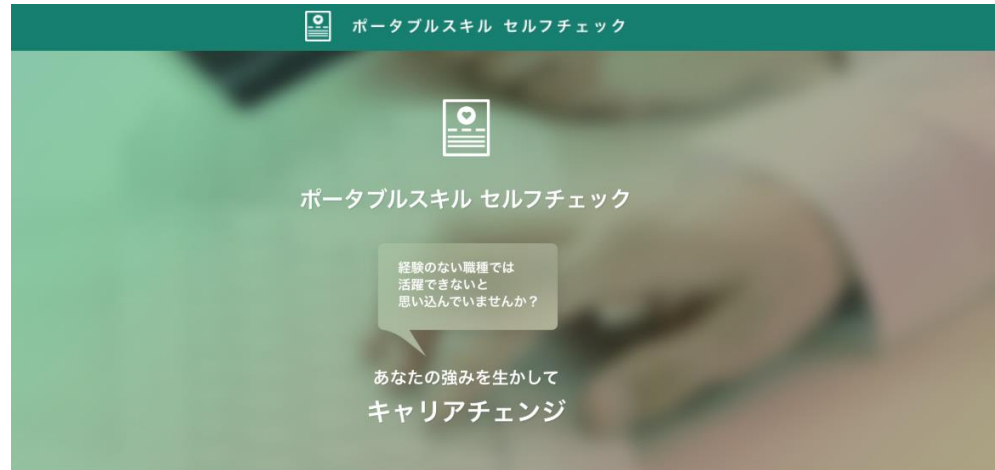 ポータブルスキル セルフチェック
ポータブルスキル セルフチェック
経験のない職種では
活躍できないと
思い込んでいませんか？
あなたの強みを生かして
キャリアチェンジ